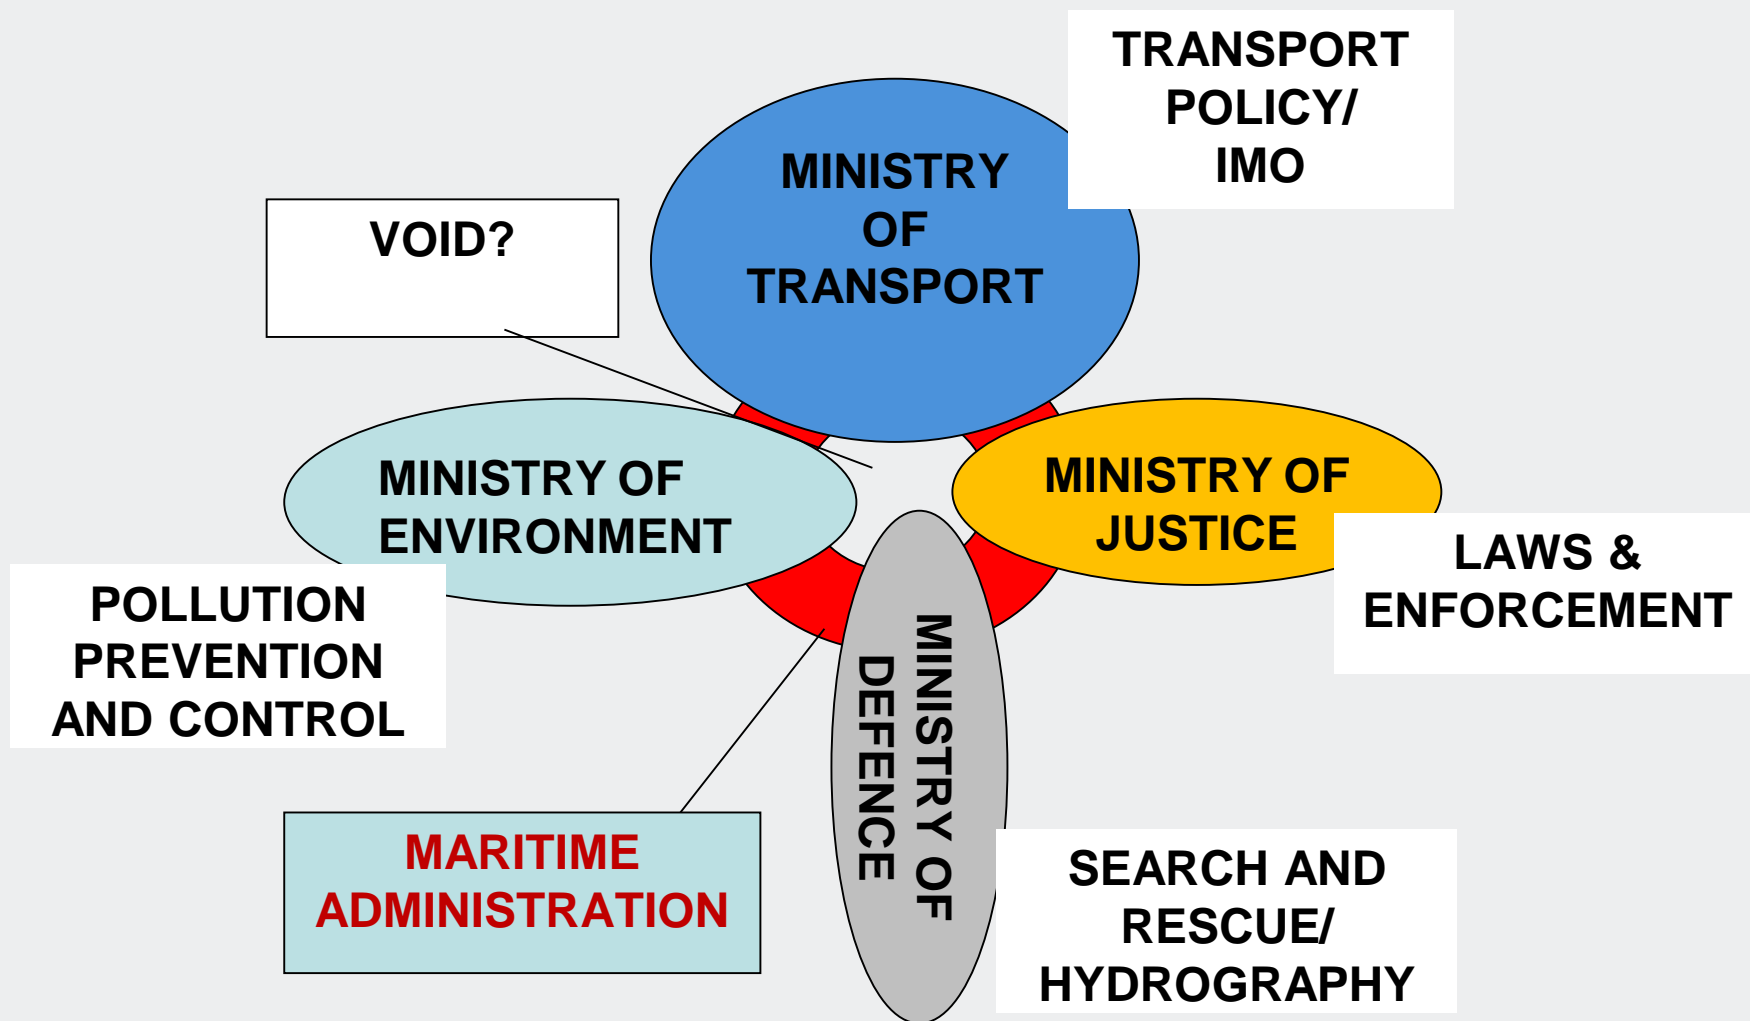 TRANSPORT
POLICY/
IMO
MINISTRY
OF
TRANSPORT
VOID?
MINISTRY OF
ENVIRONMENT
MINISTRY OF
JUSTICE
LAWS &
ENFORCEMENT
POLLUTION
PREVENTION
AND CONTROL
MINISTRY OF
DEFENCE
MARITIME
ADMINISTRATION
SEARCH AND
RESCUE/
HYDROGRAPHY